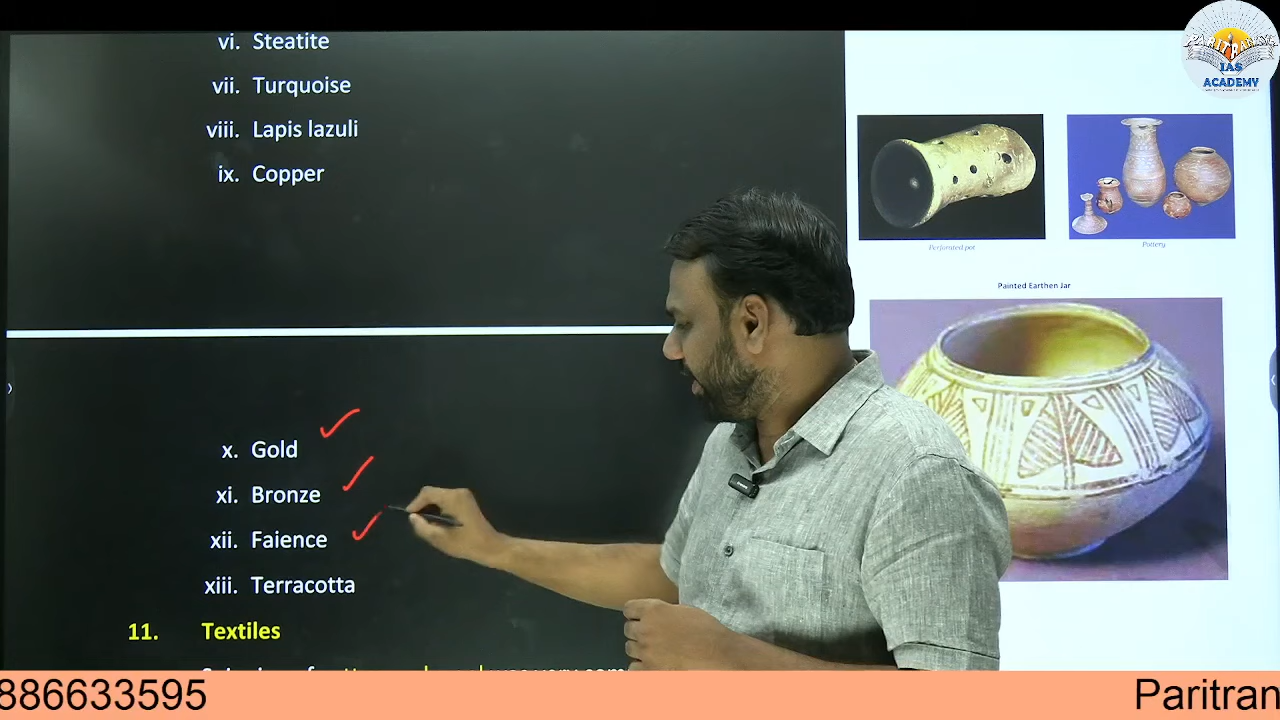 vi. Steatite
vii. Turquoise
viii. Lapis lazuli
ix. Copper
x. Gold
xi. Bronze
xii. Faience
xiii. Terracotta
11. Textiles
Perforated pot
Pottery
Painted Earthen Jar
IAS
ACADEMY
886633595
Paritran